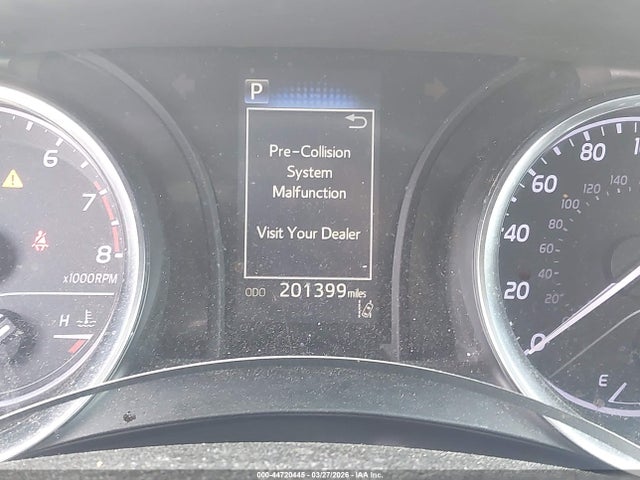 P
Pre-Collision
System
Malfunction
Visit Your Dealer
ODO 201399 miles
6
7
8
x1000RPM
H
80
60
40
20
0
140
120
100
80
60
40
20
E
000-44720445 - 03/27/2026 - © IAA Inc.